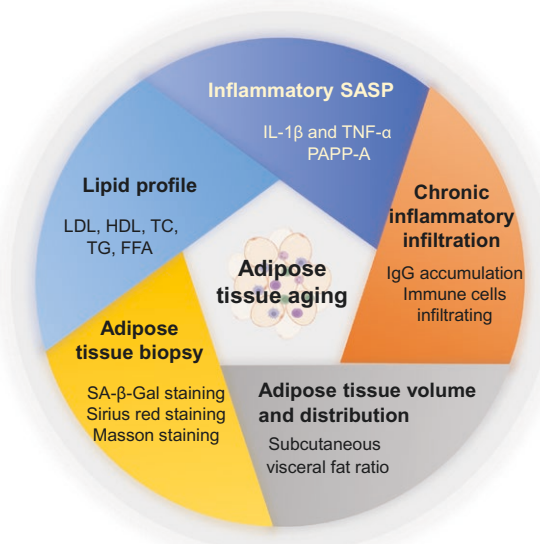 Inflammatory SASP
IL-1β and TNF-α
PAPP-A
Chronic
inflammatory
infiltration
IgG accumulation
Immune cells
infiltrating
Adipose tissue volume
and distribution
Subcutaneous
visceral fat ratio
Adipose
tissue biopsy
SA-β-Gal staining
Sirius red staining
Masson staining
Lipid profile
LDL, HDL, TC,
TG, FFA
Adipose
tissue aging